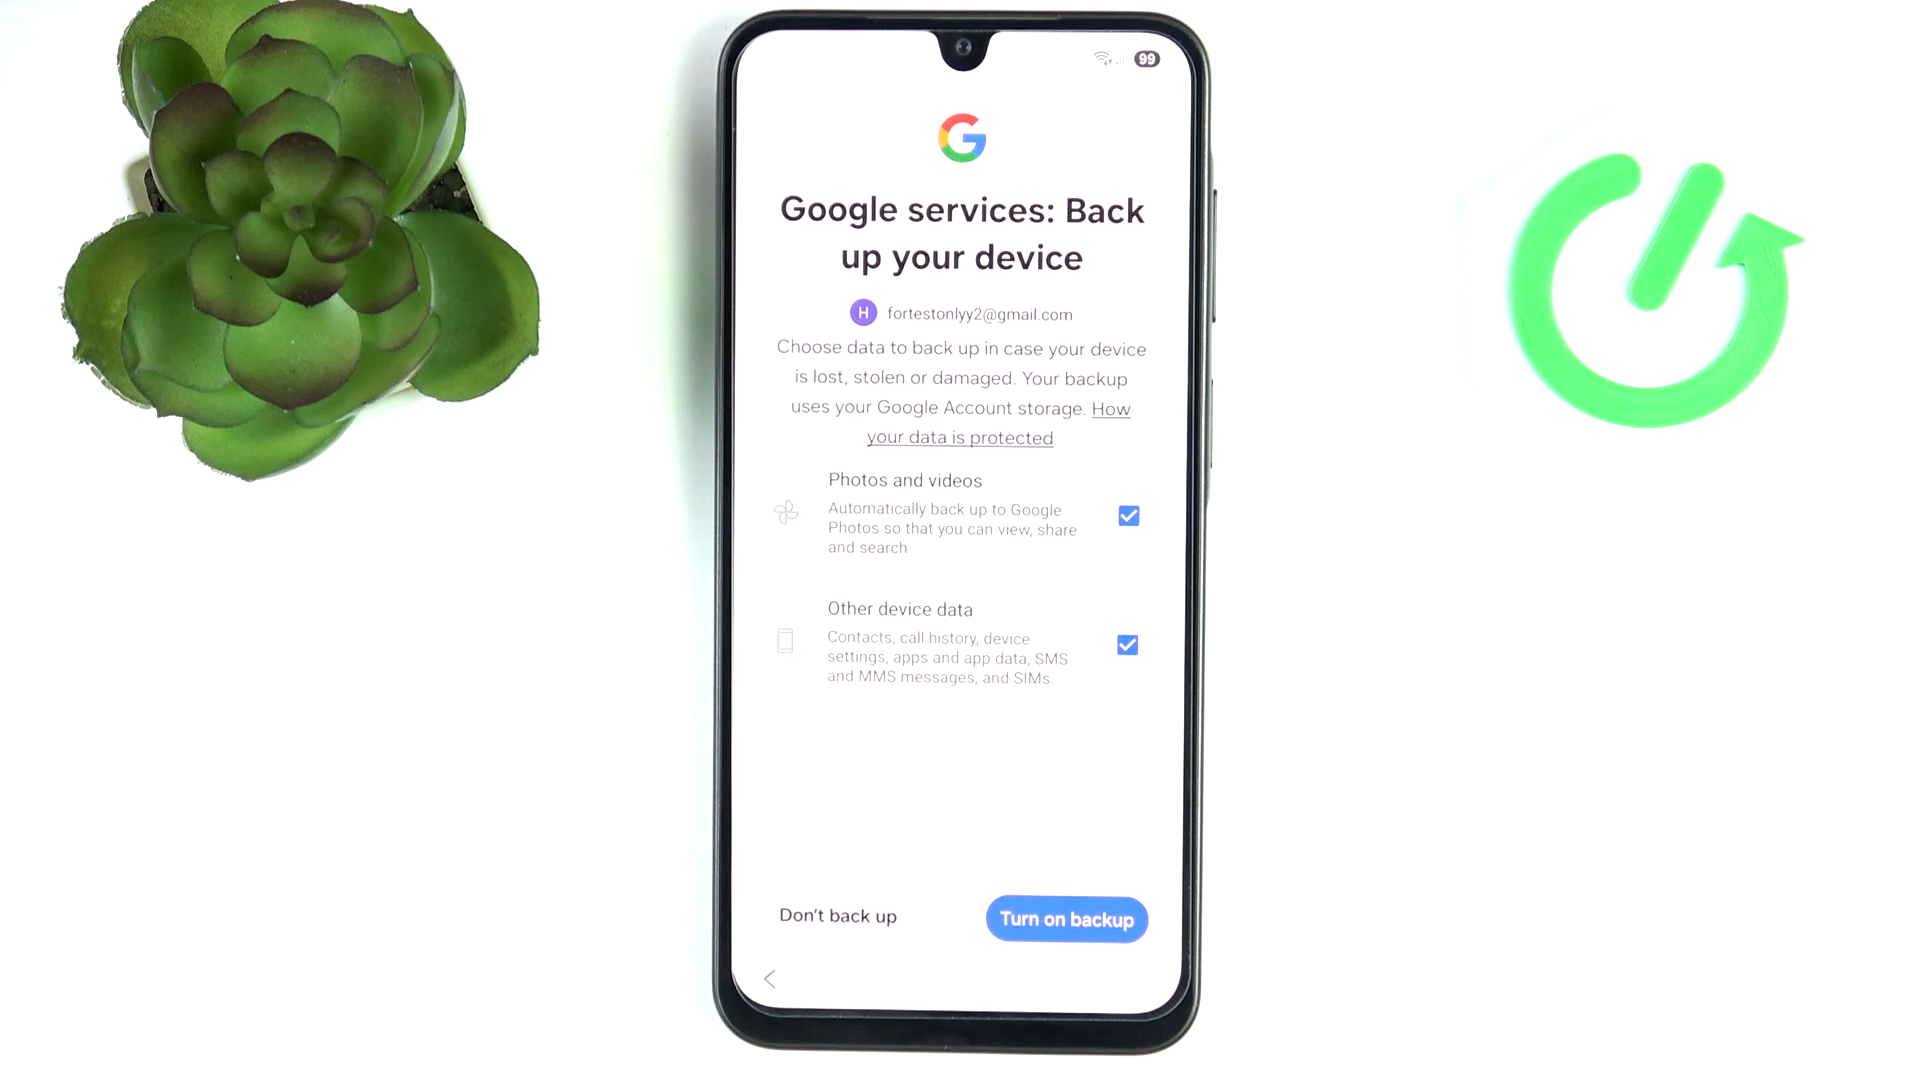 99
Google services: Back
up your device
H fortestonlyy2@gmail.com
Choose data to back up in case your device
is lost, stolen or damaged. Your backup
uses your Google Account storage. How
your data is protected
Photos and videos
Automatically back up to Google
Photos so that you can view, share
and search
Other device data
Contacts, call history, device
settings, apps and app data, SMS
and MMS messages, and SIMs
Don't back up
Turn on backup